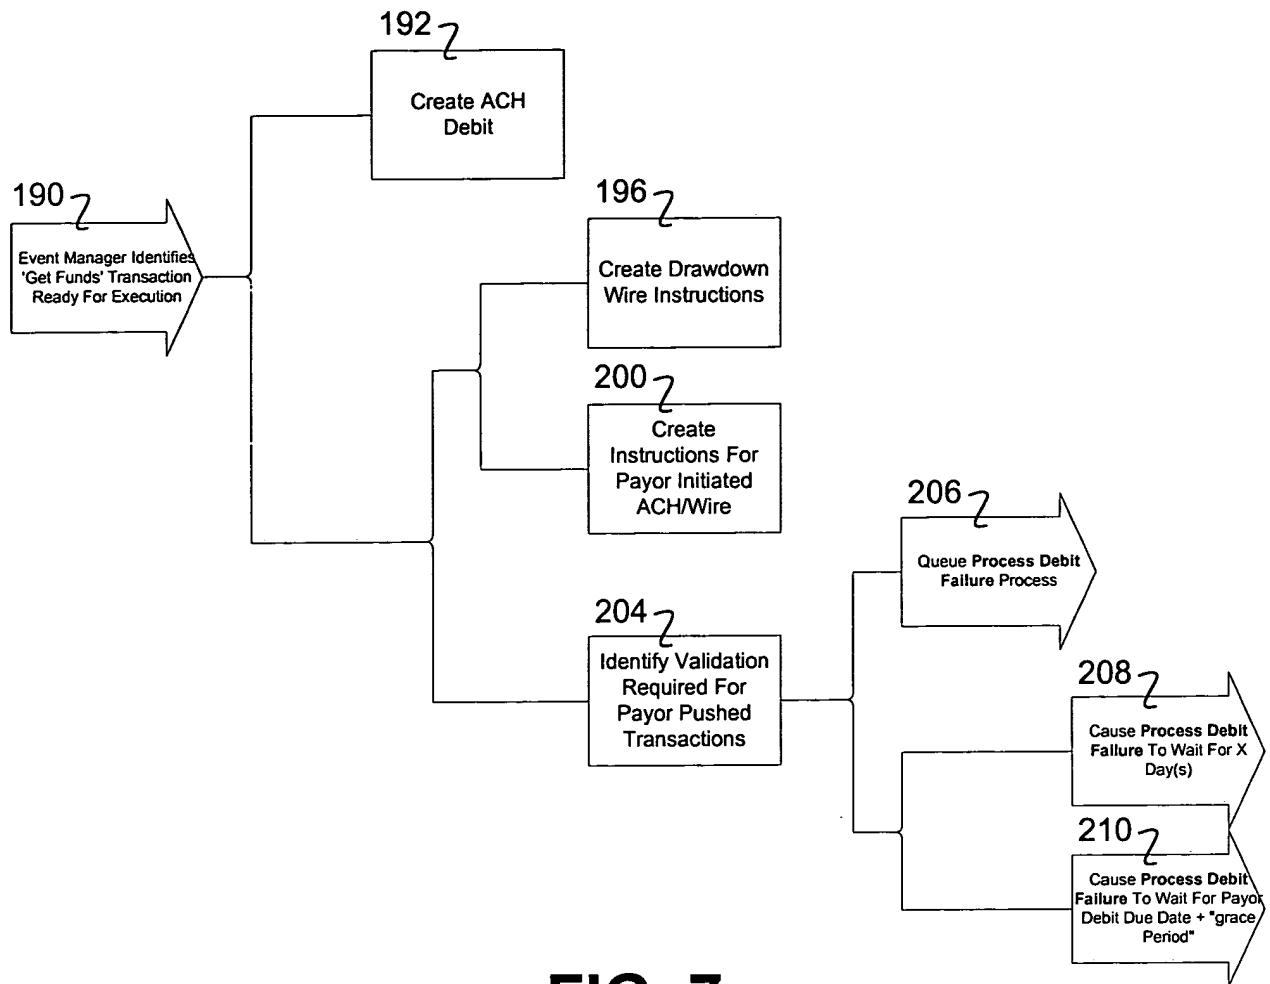 192
Create ACH
Debit
190
Event Manager Identifies
'Get Funds' Transaction
Ready For Execution
196
Create Drawdown
Wire Instructions
200
Create
Instructions For
Payor Initiated
ACH/Wire
206
Queue Process Debit
Failure Process
204
Identify Validation
Required For
Payor Pushed
Transactions
208
Cause Process Debit
Failure To Wait For X
Day(s)
210
Cause Process Debit
Failure To Wait For Payor
Debit Due Date + "grace
Period"
FIG. 7